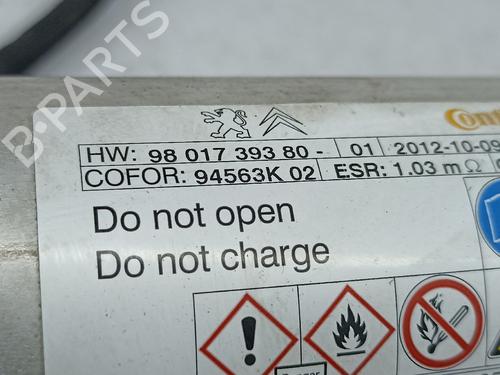 B-PARTS
HW: 98 017 393 80- 01 2012-10-09
COFOR: 94563K 02 ESR: 1.03 mΩ
Do not open
Do not charge